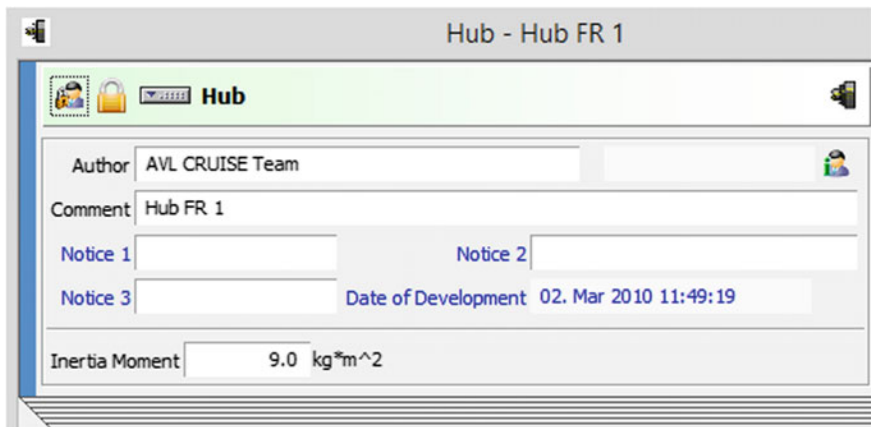 Hub - Hub FR 1
Hub
Author AVL CRUISE Team
Comment Hub FR 1
Notice 1 Notice 2
Notice 3 Date of Development 02. Mar 2010 11:49:19
Inertia Moment 9.0 kg*m^2